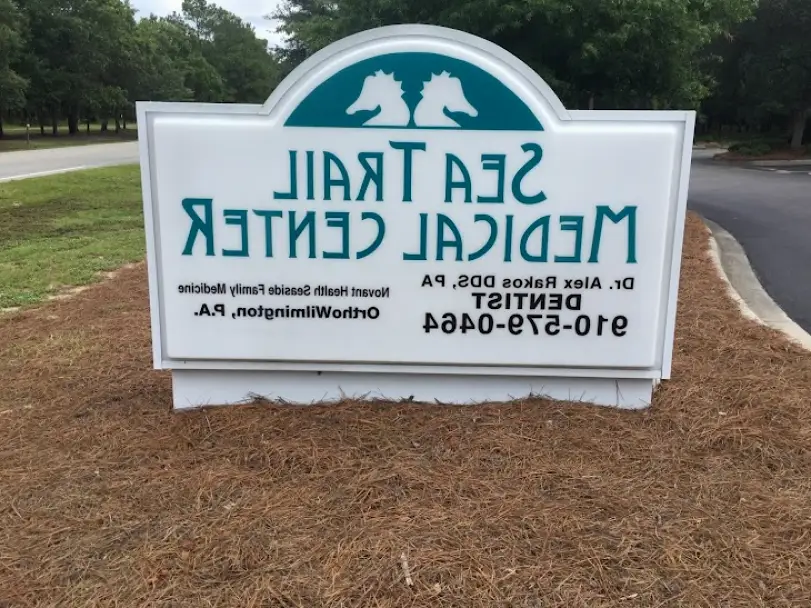 SEA TRAIL
MEDICAL CENTER
Dr. Alex Rakos DDS, PA
DENTIST
910-579-0464
Novant Health Seaside Family Medicine
OrthoWilmington, P.A.